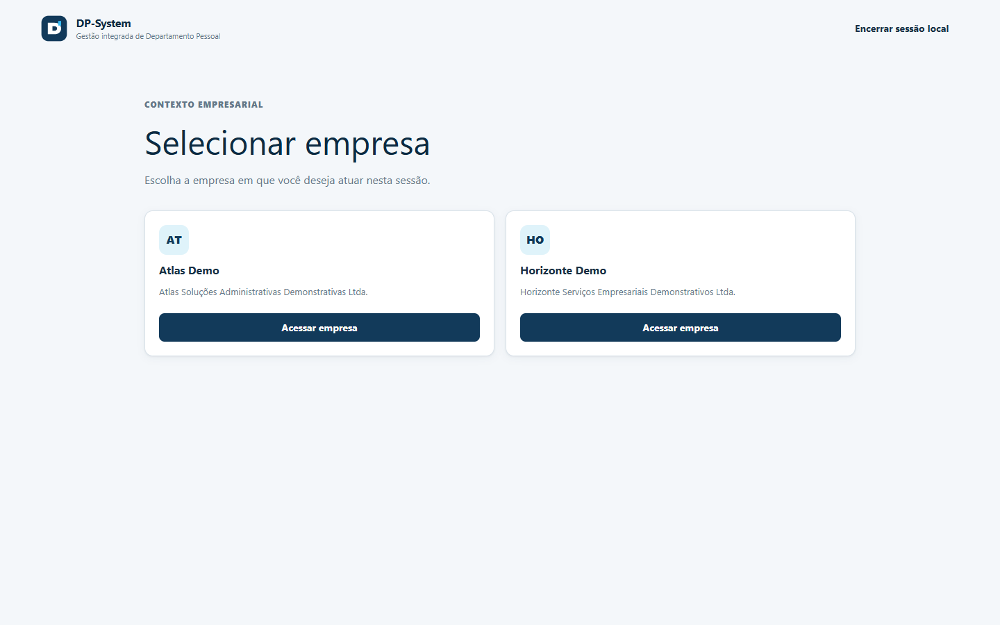 DP-System
Gestão integrada de Departamento Pessoal
Encerrar sessão local
CONTEXTO EMPRESARIAL
Selecionar empresa
Escolha a empresa em que você deseja atuar nesta sessão.
AT
Atlas Demo
Atlas Soluções Administrativas Demonstrativas Ltda.
Acessar empresa
HO
Horizonte Demo
Horizonte Serviços Empresariais Demonstrativos Ltda.
Acessar empresa